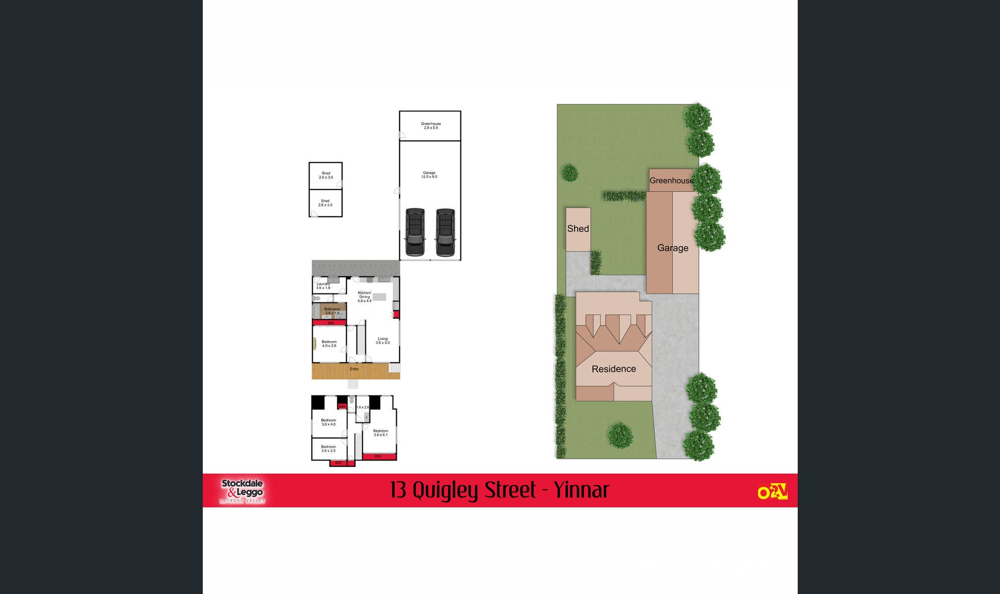 Greenhouse
2.8 x 5.8
Shed
2.6 x 3.0
Garage
12.0 x 6.0
Shed
2.8 x 3.0
Laundry
3.6 x 1.8
Kitchen/
Dining
5.6 x 4.4
Bathroom
3.6 x 1.8
BIR
Bedroom
4.0 x 3.6
Living
3.6 x 5.0
Entry
BIR
1.6 x 2.8
Bedroom
3.6 x 4.0
Bedroom
3.6 x 6.1
Bedroom
3.6 x 2.5
BIR
BIR
Greenhouse
Shed
Garage
Residence
Stockdale
&Leggo
LATROBE VALLEY
13 Quigley Street - Yinnar